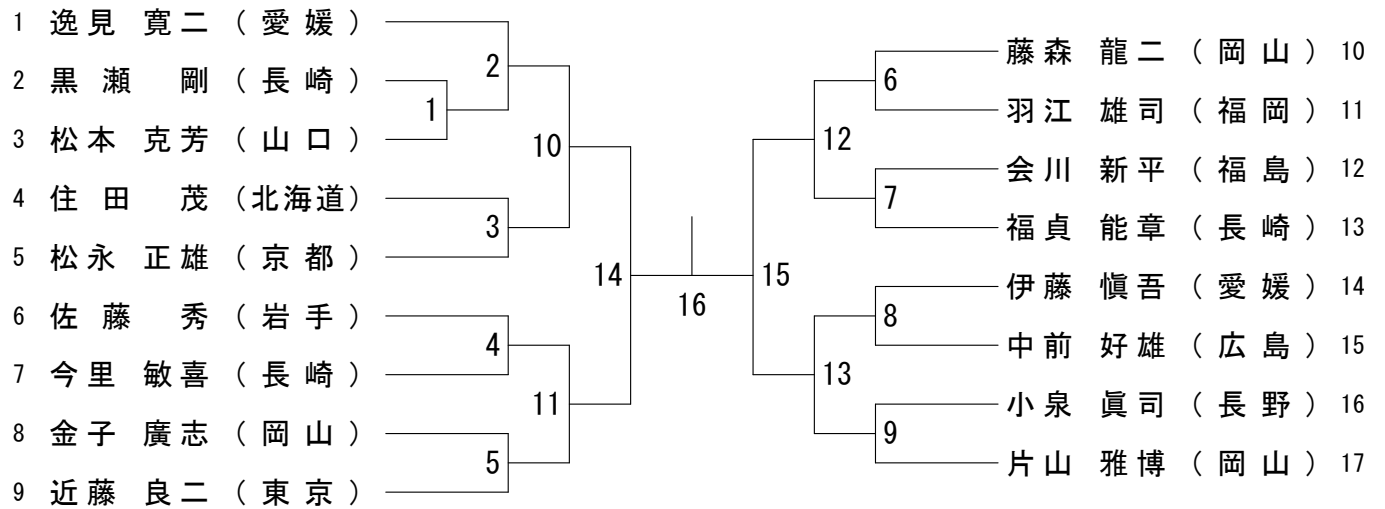 1 逸見 寛二 (愛媛)
2 黒瀬 剛 (長崎)
3 松本 克芳 (山口)
4 住田 茂 (北海道)
5 松永 正雄 (京都)
6 佐藤 秀 (岩手)
7 今里 敏喜 (長崎)
8 金子 廣志 (岡山)
9 近藤 良二 (東京)
1
2
3
4
5
10
11
14
16
15
12
13
6
7
8
9
藤森 龍二 (岡山) 10
羽江 雄司 (福岡) 11
会川 新平 (福島) 12
福貞 能章 (長崎) 13
伊藤 愼吾 (愛媛) 14
中前 好雄 (広島) 15
小泉 眞司 (長野) 16
片山 雅博 (岡山) 17